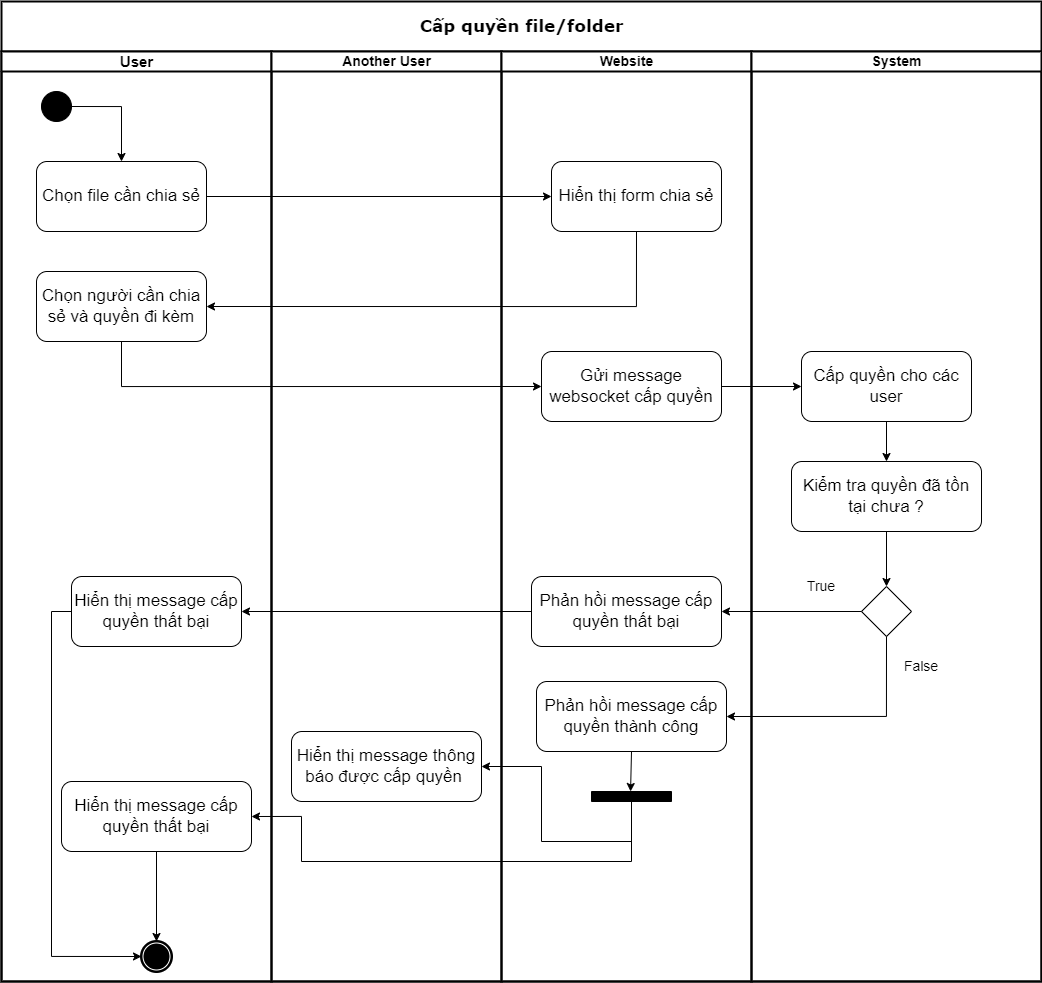 Cấp quyền file/folder
User
Another User
Website
System
Chọn file cần chia sẻ
Hiển thị form chia sẻ
Chọn người cần chia
sẻ và quyền đi kèm
Gửi message
websocket cấp quyền
Cấp quyền cho các
user
Kiểm tra quyền đã tồn
tại chưa ?
True
Hiển thị message cấp
quyền thất bại
Phản hồi message cấp
quyền thất bại
False
Phản hồi message cấp
quyền thành công
Hiển thị message thông
báo được cấp quyền
Hiển thị message cấp
quyền thất bại